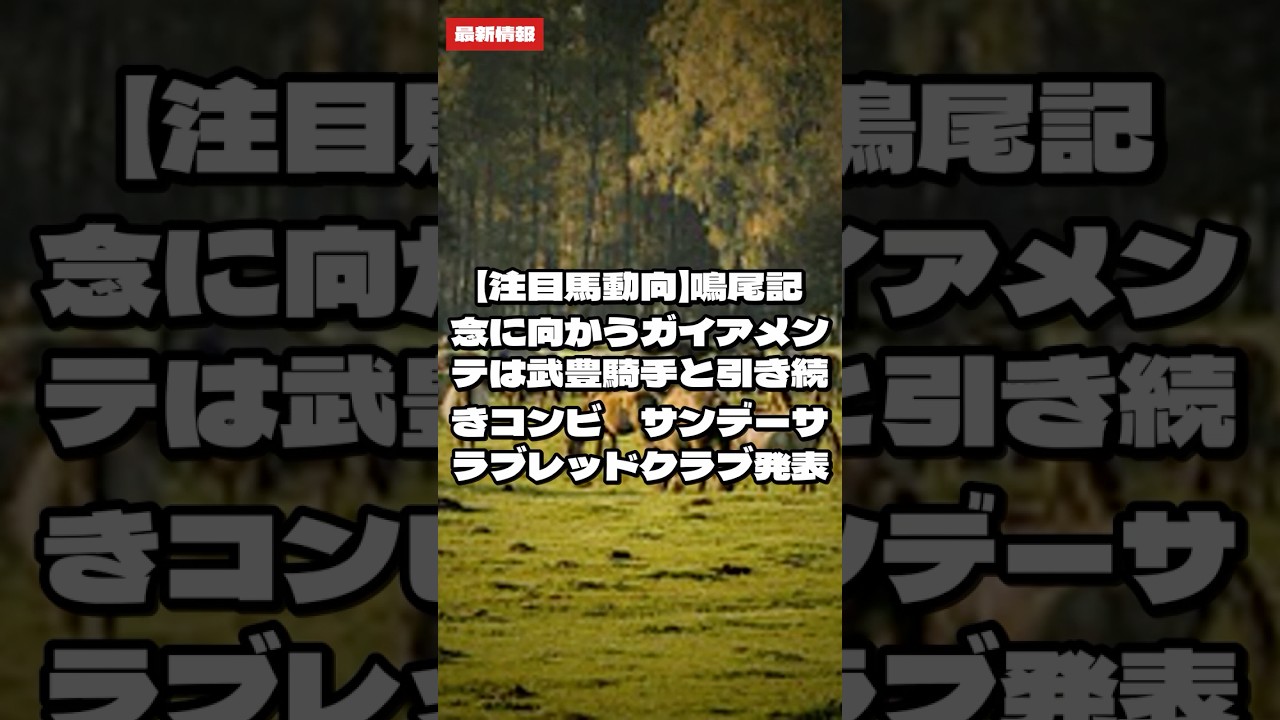 最新情報
【注目馬動向】鳴尾記
念に向かうガイアメン
テは武豊騎手と引き続
きコンビ　サンデーサ
ラブレッドクラブ発表